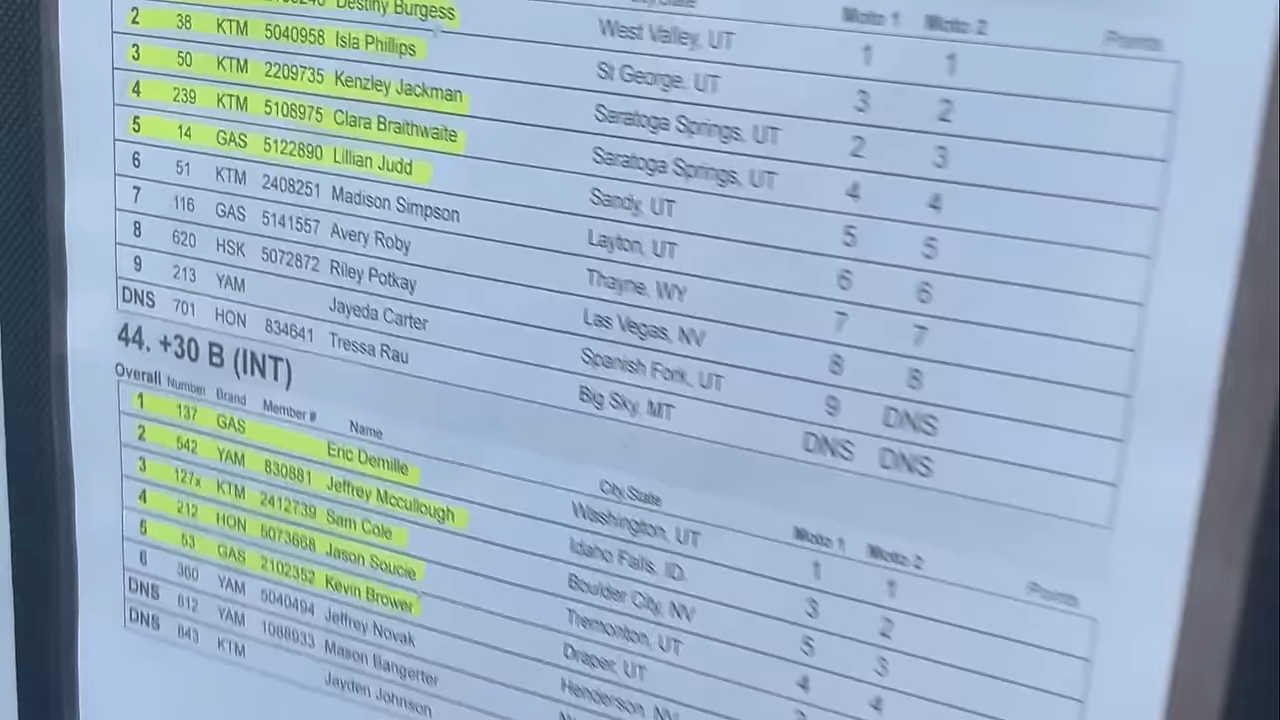 City,State Moto 1 Moto 2 Points
Destiny Burgess West Valley, UT 1 1
2 38 KTM 5040958 Isla Phillips St George, UT 3 2
3 50 KTM 2209735 Kenzley Jackman Saratoga Springs, UT 2 3
4 239 KTM 5108975 Clara Braithwaite Saratoga Springs, UT 4 4
5 14 GAS 5122890 Lillian Judd Sandy, UT 5 5
6 51 KTM 2408251 Madison Simpson Layton, UT 6 6
7 116 GAS 5141557 Avery Roby Thayne, WY 7 7
8 620 HSK 5072872 Riley Potkay Las Vegas, NV 8 8
9 213 YAM Jayeda Carter Spanish Fork, UT 9 DNS
DNS 701 HON 834641 Tressa Rau Big Sky, MT DNS DNS
44. +30 B (INT)
Overall Number Brand Member # Name City,State Moto 1 Moto 2 Points
1 137 GAS Eric Demille Washington, UT 1 1
2 542 YAM 830881 Jeffrey Mccullough Idaho Falls, ID 3 2
3 127x KTM 2412739 Sam Cole Boulder City, NV 5 3
4 212 HON 5073668 Jason Soucie Tremonton, UT 4 4
5 53 GAS 2102352 Kevin Brower Draper, UT
6 360 YAM 5040494 Jeffrey Novak Henderson, NV
DNS 612 YAM 1088933 Mason Bangerter
DNS 643 KTM Jayden Johnson